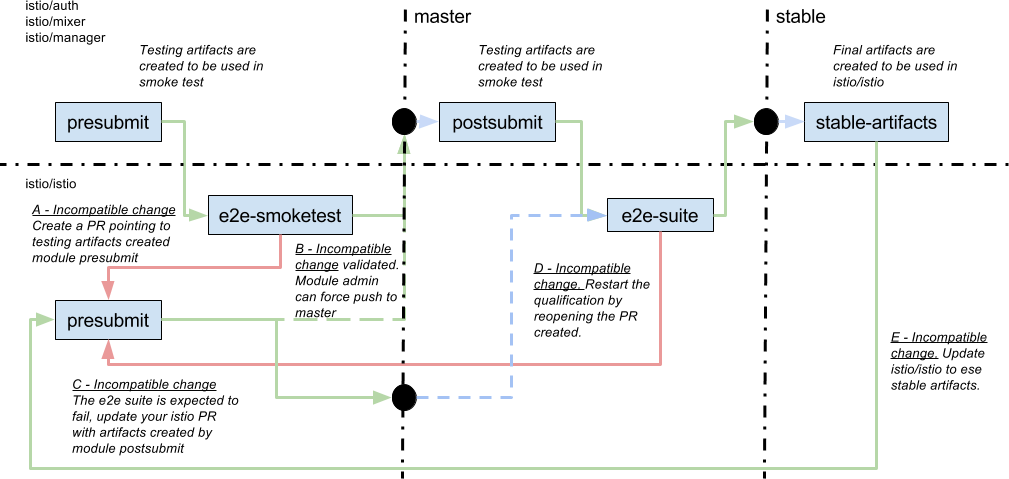 istio/auth
istio/mixer
istio/manager
master
stable
Testing artifacts are
created to be used in
smoke test
Testing artifacts are
created to be used in
smoke test
Final artifacts are
created to be used in
istio/istio
presubmit
postsubmit
stable-artifacts
istio/istio
A - Incompatible change
Create a PR pointing to
testing artifacts created
module presubmit
e2e-smoketest
e2e-suite
B - Incompatible
change validated.
Module admin
can force push to
master
D - Incompatible
change. Restart the
qualification by
reopening the PR
created.
presubmit
E - Incompatible
change. Update
istio/istio to ese
stable artifacts.
C - Incompatible change
The e2e suite is expected to
fail, update your istio PR
with artifacts created by
module postsubmit